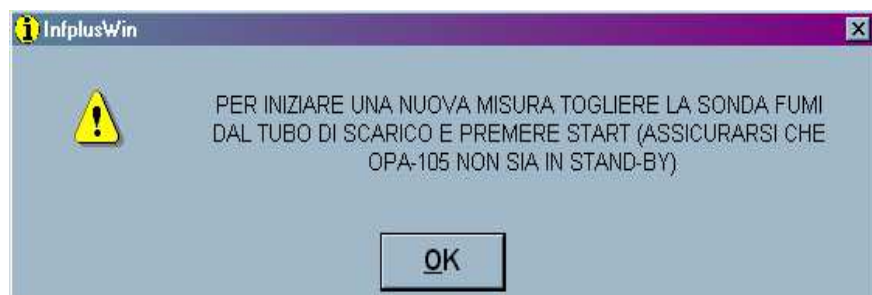 InfplusWin
PER INIZIARE UNA NUOVA MISURA TOGLIERE LA SONDA FUMI
DAL TUBO DI SCARICO E PREMERE START (ASSICURARSI CHE
OPA-105 NON SIA IN STAND-BY)
OK